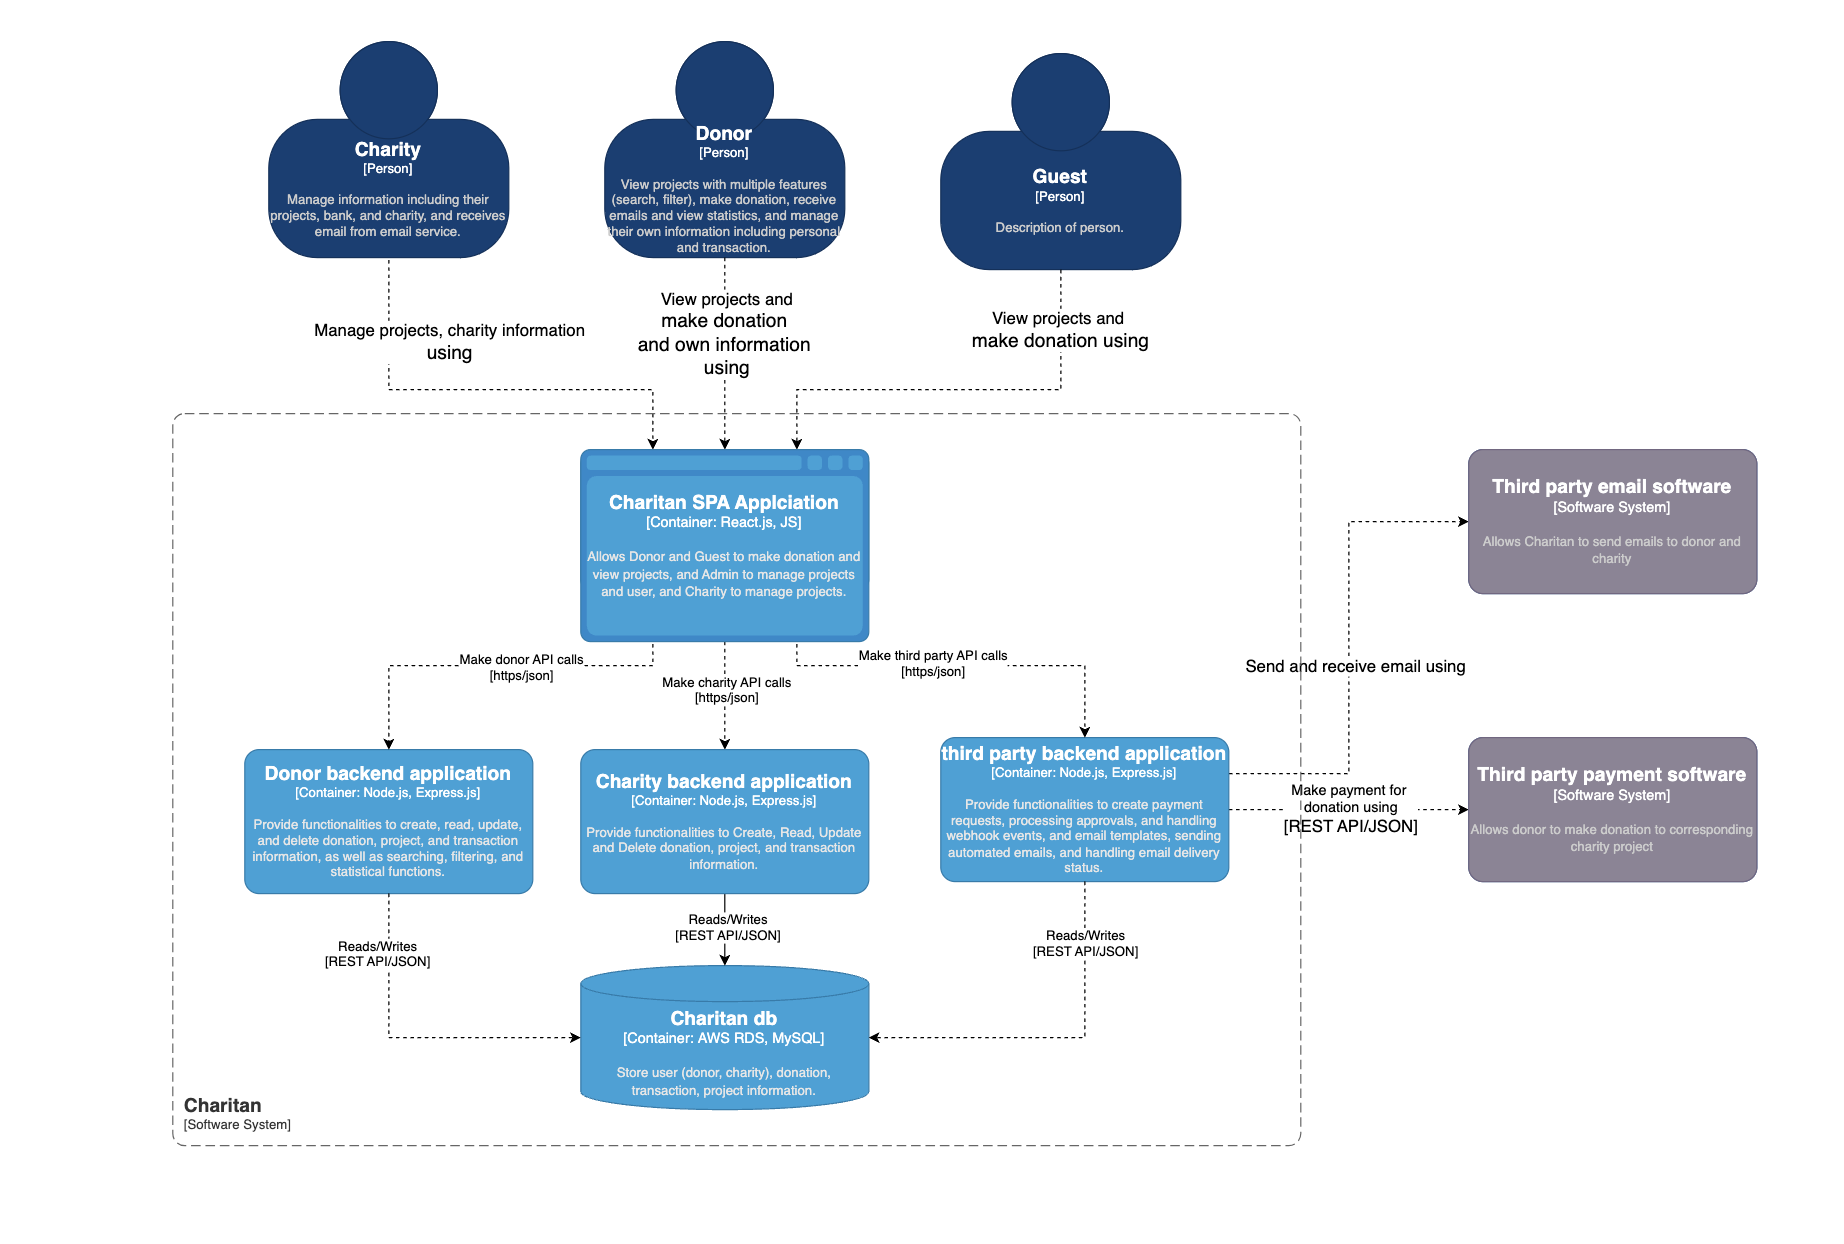 Charity
[Person]
Manage information including their
projects, bank, and charity, and receives
email from email service.
Donor
[Person]
View projects with multiple features
(search, filter), make donation, receive
emails and view statistics, and manage
their own information including personal
and transaction.
Guest
[Person]
Description of person.
Manage projects, charity information
using
View projects and
make donation
and own information
using
View projects and
make donation using
Charitan SPA Applciation
[Container: React.js, JS]
Allows Donor and Guest to make donation and
view projects, and Admin to manage projects
and user, and Charity to manage projects.
Third party email software
[Software System]
Allows Charitan to send emails to donor and
charity
Make donor API calls
[https/json]
Make charity API calls
[https/json]
Make third party API calls
[https/json]
Send and receive email using
Donor backend application
[Container: Node.js, Express.js]
Provide functionalities to create, read, update,
and delete donation, project, and transaction
information, as well as searching, filtering, and
statistical functions.
Charity backend application
[Container: Node.js, Express.js]
Provide functionalities to Create, Read, Update
and Delete donation, project, and transaction
information.
third party backend application
[Container: Node.js, Express.js]
Provide functionalities to create payment
requests, processing approvals, and handling
webhook events, and email templates, sending
automated emails, and handling email delivery
status.
Make payment for
donation using
[REST API/JSON]
Third party payment software
[Software System]
Allows donor to make donation to corresponding
charity project
Reads/Writes
[REST API/JSON]
Reads/Writes
[REST API/JSON]
Reads/Writes
[REST API/JSON]
Charitan db
[Container: AWS RDS, MySQL]
Store user (donor, charity), donation,
transaction, project information.
Charitan
[Software System]